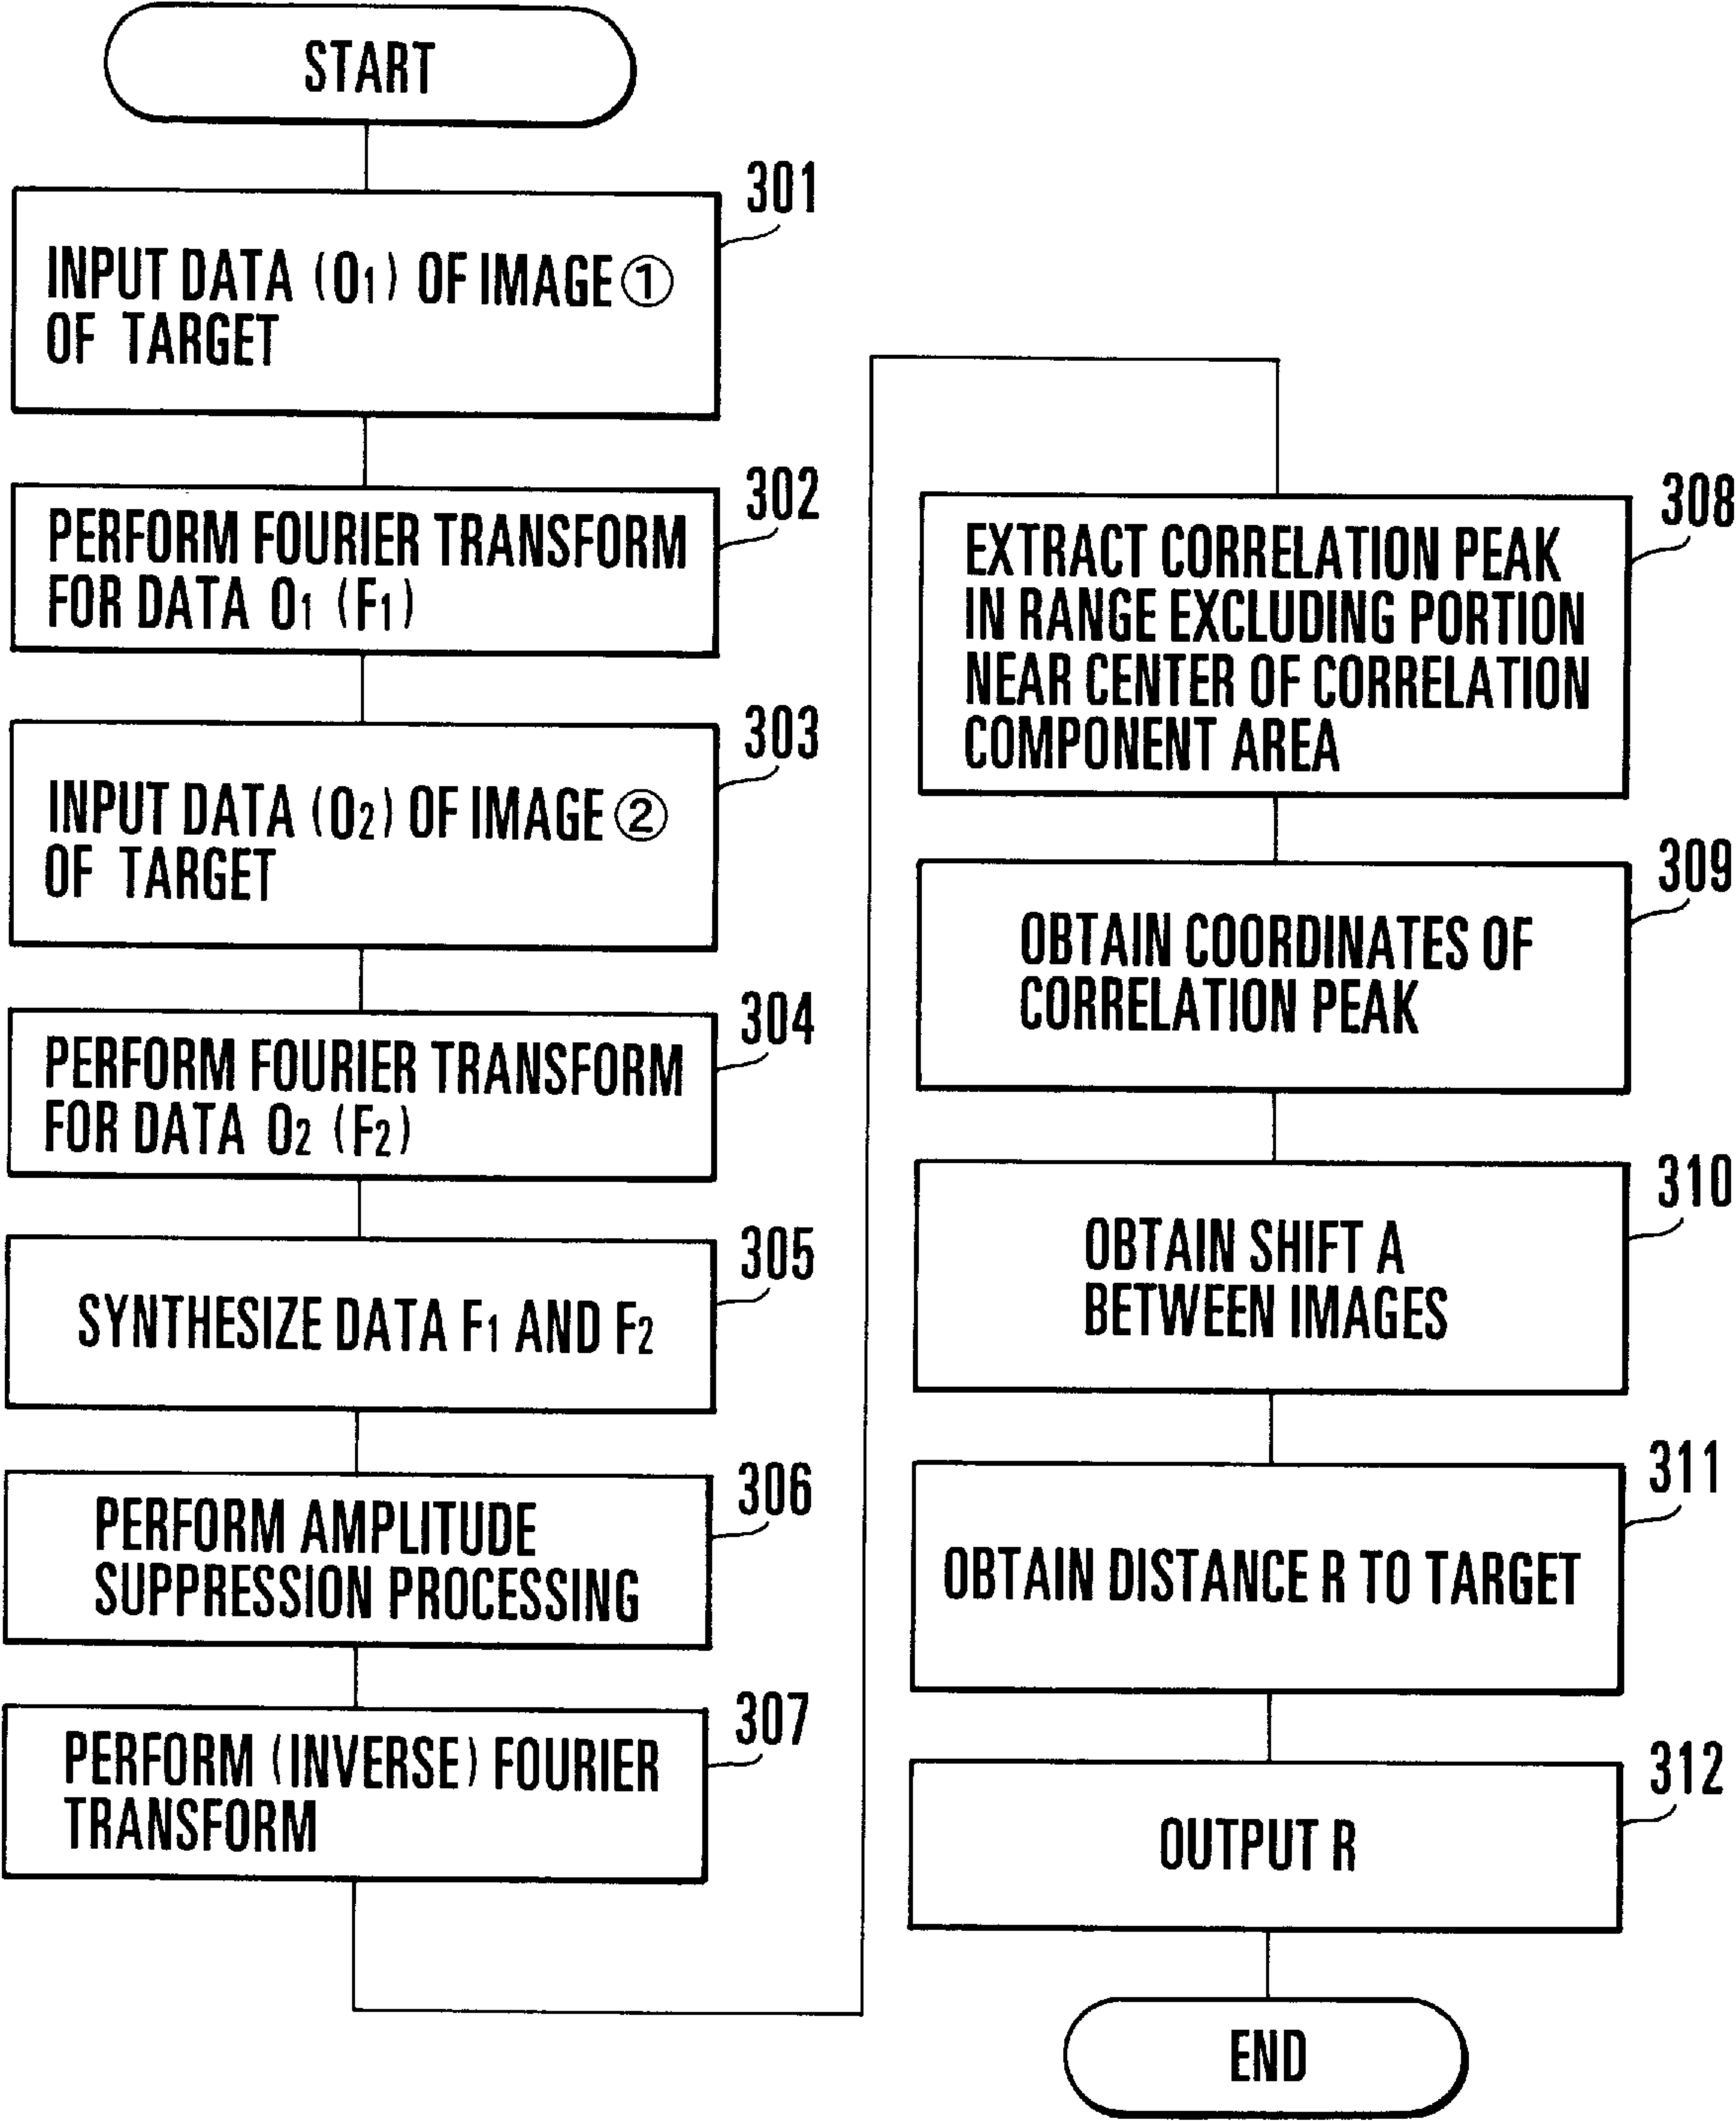 START
301
INPUT DATA (O1) OF IMAGE ①
OF TARGET
302
PERFORM FOURIER TRANSFORM
FOR DATA O1 (F1)
303
INPUT DATA (O2) OF IMAGE ②
OF TARGET
304
PERFORM FOURIER TRANSFORM
FOR DATA O2 (F2)
305
SYNTHESIZE DATA F1 AND F2
306
PERFORM AMPLITUDE
SUPPRESSION PROCESSING
307
PERFORM (INVERSE) FOURIER
TRANSFORM
308
EXTRACT CORRELATION PEAK
IN RANGE EXCLUDING PORTION
NEAR CENTER OF CORRELATION
COMPONENT AREA
309
OBTAIN COORDINATES OF
CORRELATION PEAK
310
OBTAIN SHIFT A
BETWEEN IMAGES
311
OBTAIN DISTANCE R TO TARGET
312
OUTPUT R
END